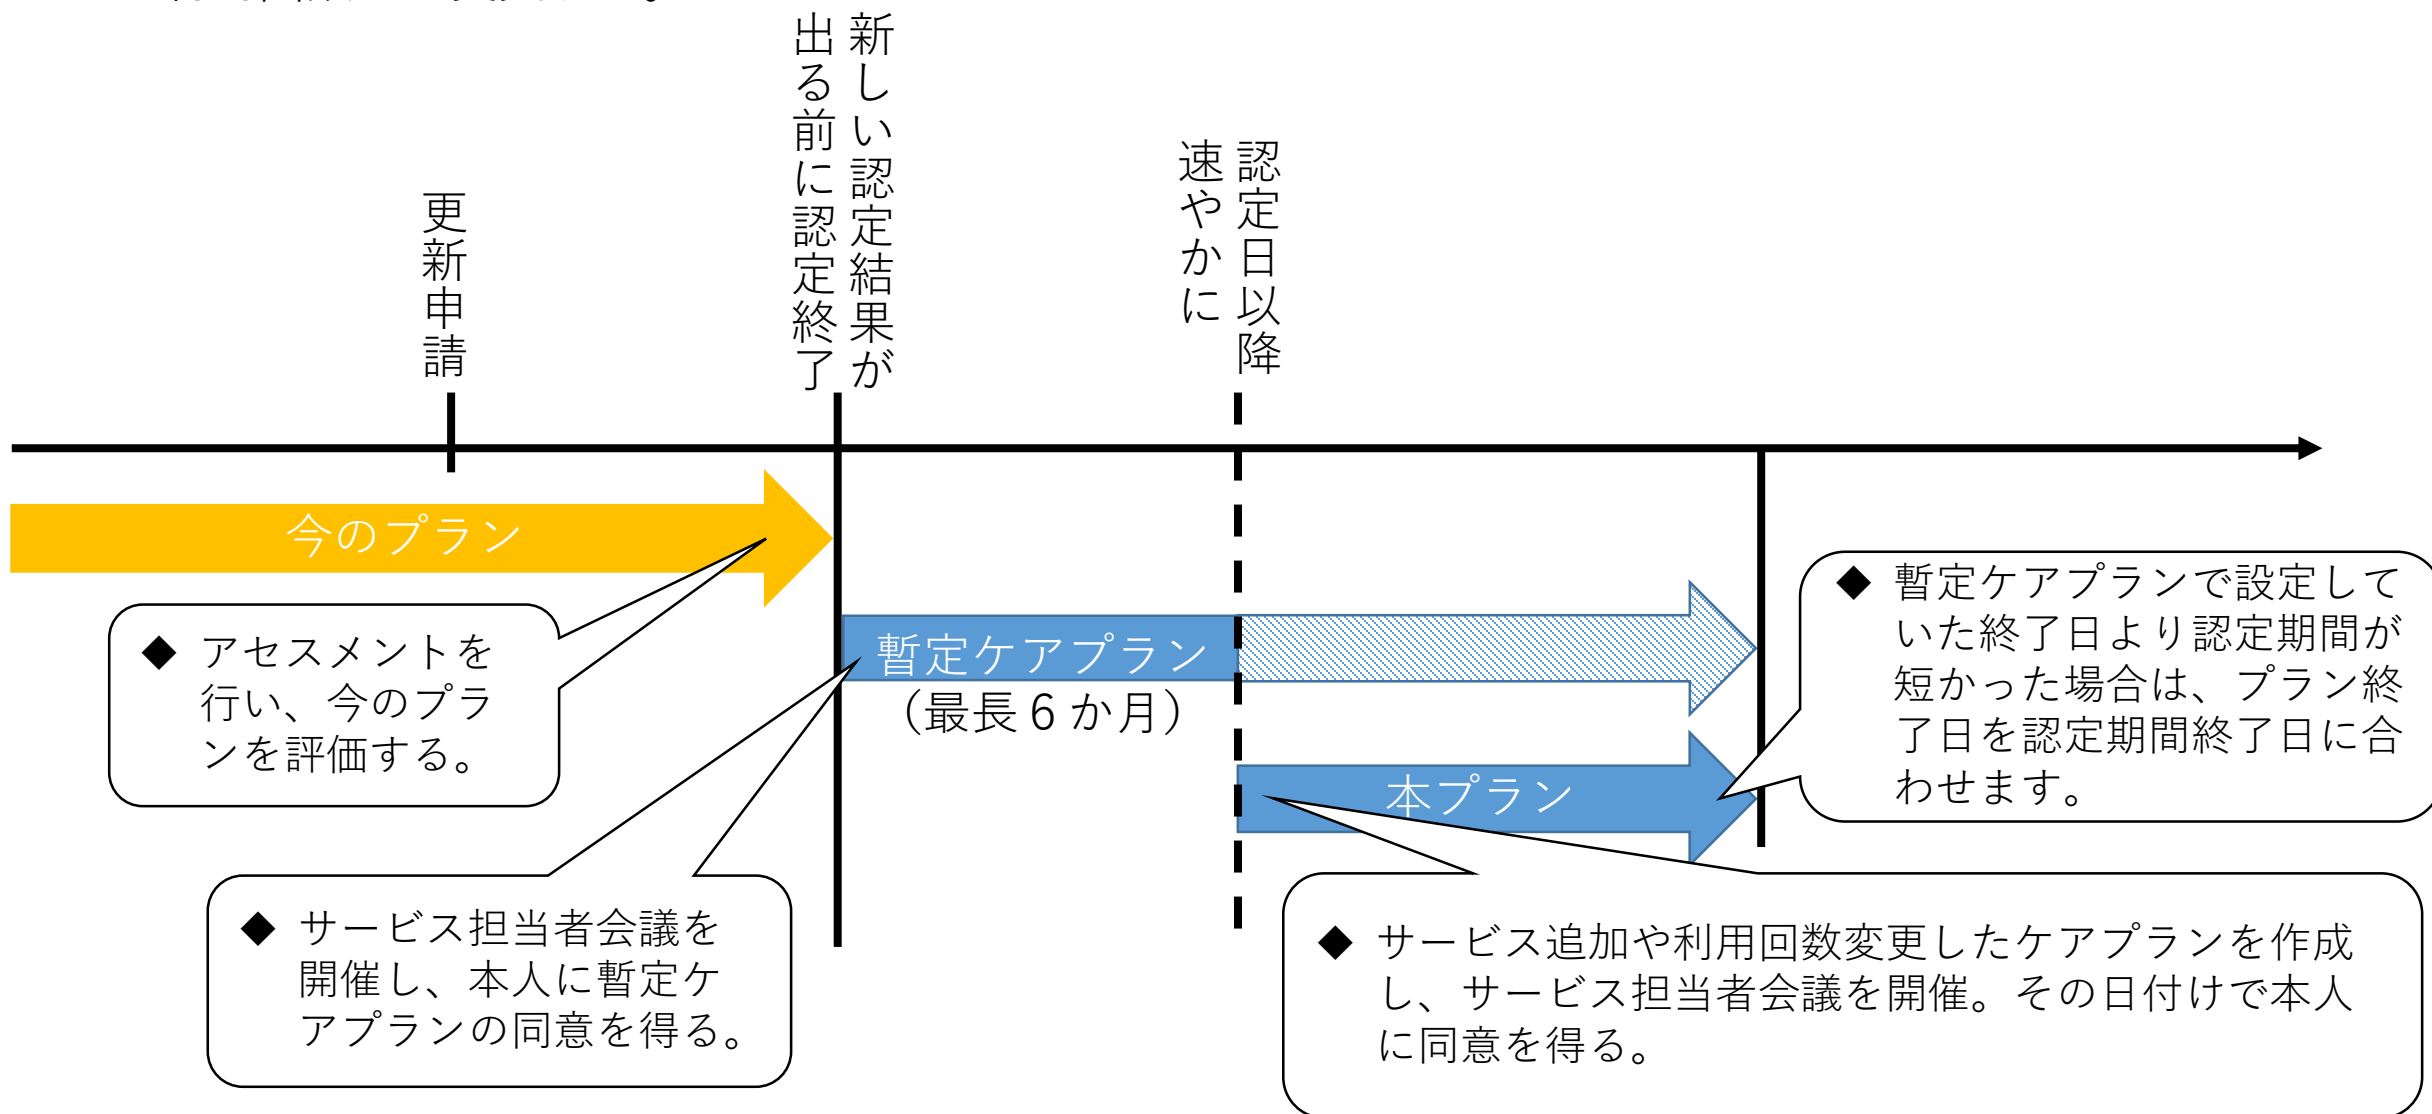 新しい認定結果が
出る前に認定終了
認定日以降
速やかに
更新申請
今のプラン
◆ アセスメントを
行い、今のプラ
ンを評価する。
暫定ケアプラン
（最長６か月）
◆ 暫定ケアプランで設定して
いた終了日より認定期間が
短かった場合は、プラン終
了日を認定期間終了日に合
わせます。
本プラン
◆ サービス担当者会議を
開催し、本人に暫定ケ
アプランの同意を得る。
◆ サービス追加や利用回数変更したケアプランを作成
し、サービス担当者会議を開催。その日付けで本人
に同意を得る。